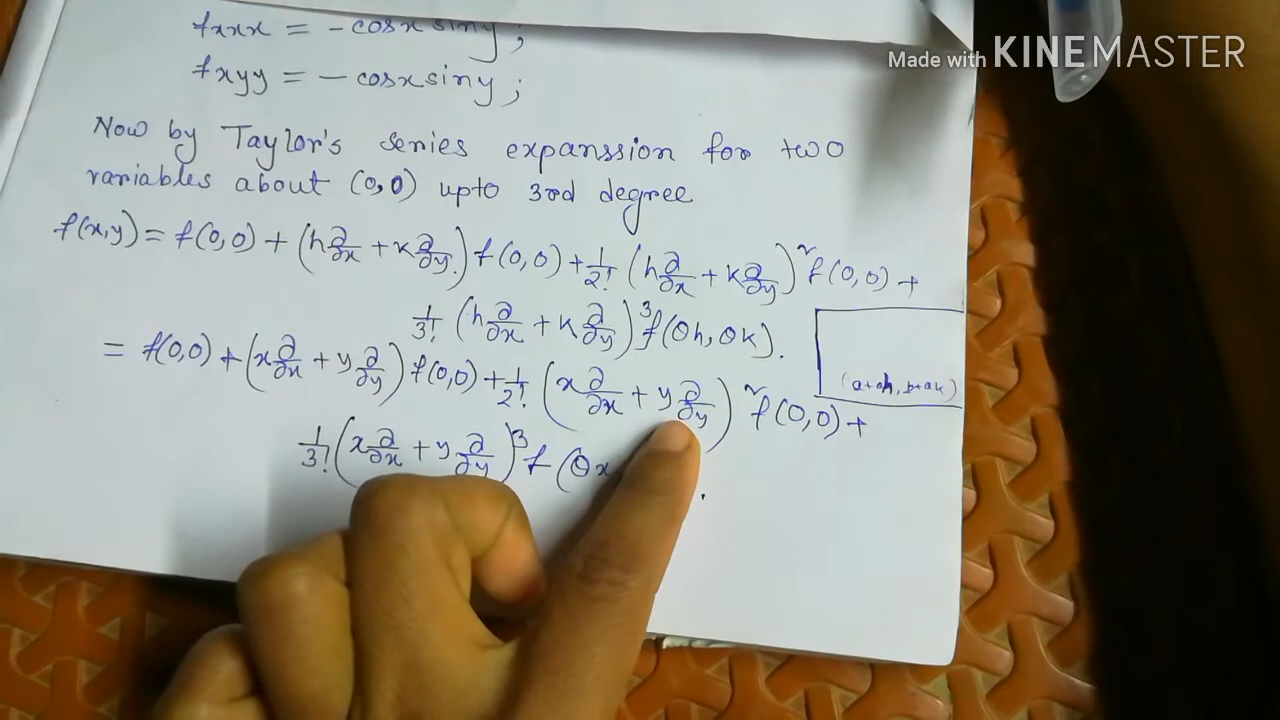 fxxx = - cosx siny ;
Made with KINEMASTER
fxyy = - cosx siny ;
Now by Taylor's series expanssion for two
variables about (0,0) upto 3rd degree
f(x,y) = f(0,0) + (h ∂/∂x + k ∂/∂y) f(0,0) + 1/2! (h ∂/∂x + k ∂/∂y)² f(0,0) +
1/3! (h ∂/∂x + k ∂/∂y)³ f(θh, θk).
= f(0,0) + (x ∂/∂x + y ∂/∂y) f(0,0) + 1/2! (x ∂/∂x + y ∂/∂y)² f(0,0) +
1/3! (x ∂/∂x + y ∂/∂y)³ f(θx